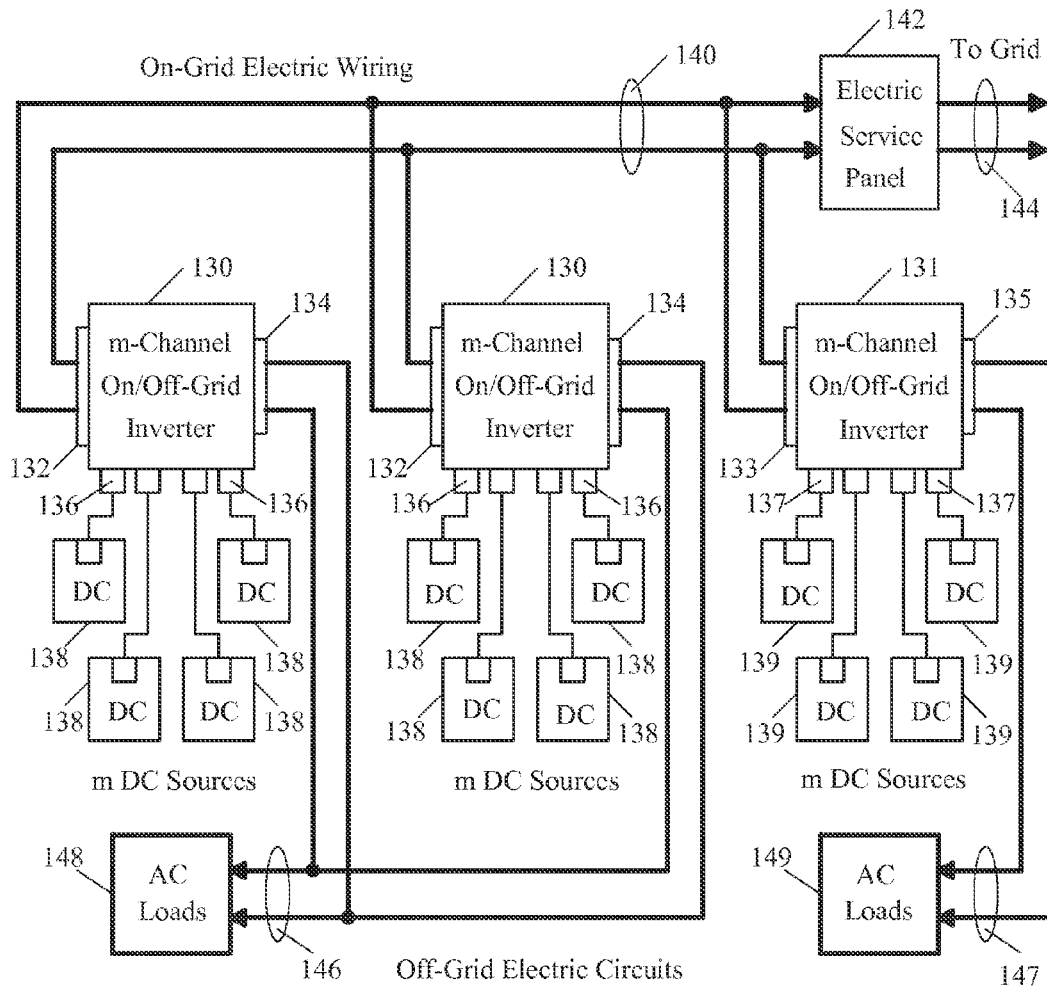 142
On-Grid Electric Wiring
140
To Grid
Electric
Service
Panel
144
130
134
m-Channel
On/Off-Grid
Inverter
132
136
136
DC
DC
138
138
DC
DC
138
138
m DC Sources
130
134
m-Channel
On/Off-Grid
Inverter
132
136
136
DC
DC
138
138
DC
DC
138
138
m DC Sources
131
135
m-Channel
On/Off-Grid
Inverter
133
137
137
DC
DC
139
139
DC
DC
139
139
m DC Sources
148
AC
Loads
146
149
AC
Loads
147
Off-Grid Electric Circuits